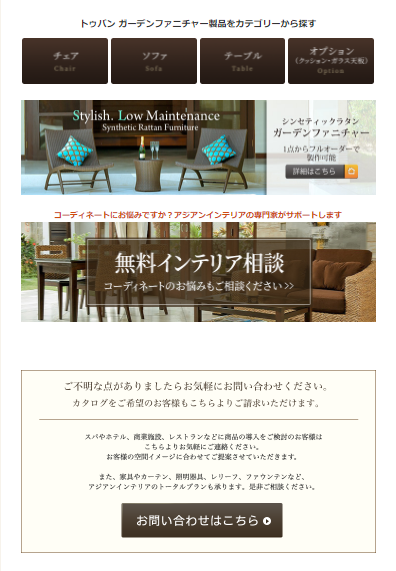 トゥバン ガーデンファニチャー製品をカテゴリーから探す
チェア
Chair
ソファ
Sofa
テーブル
Table
オプション
(クッション・ガラス天板)
Option
Stylish. Low Maintenance
Synthetic Rattan Furniture
シンセティックラタン
ガーデンファニチャー
1点からフルオーダーで
製作可能
詳細はこちら
コーディネートにお悩みですか？アジアンインテリアの専門家がサポートします
無料インテリア相談
コーディネートのお悩みもご相談ください>>
ご不明な点がありましたらお気軽にお問い合わせください。
カタログをご希望のお客様もこちらよりご請求いただけます。
スパやホテル、商業施設、レストランなどに商品の導入をご検討のお客様は
こちらよりお気軽にご連絡ください。
お客様の空間イメージに合わせてご提案させていただきます。
また、家具やカーテン、照明器具、レリーフ、ファウンテンなど、
アジアンインテリアのトータルプランも承ります。是非ご相談ください。
お問い合わせはこちら